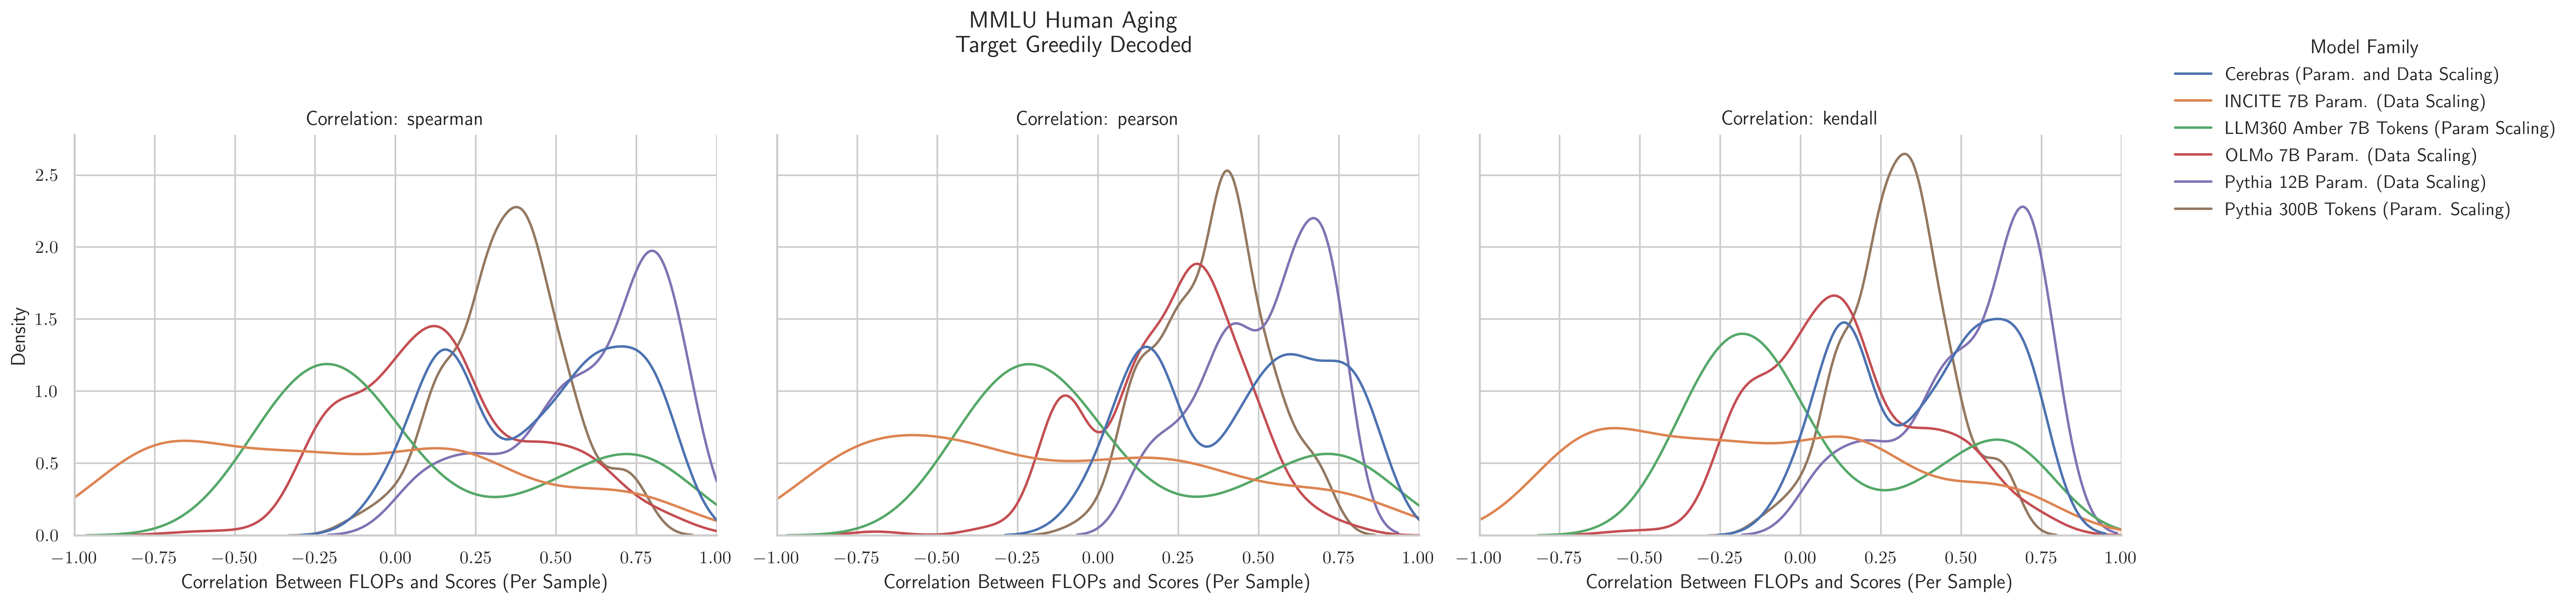 MMLU Human Aging
Target Greedily Decoded
Model Family
Cerebras (Param. and Data Scaling)
INCITE 7B Param. (Data Scaling)
LLM360 Amber 7B Tokens (Param Scaling)
OLMo 7B Param. (Data Scaling)
Pythia 12B Param. (Data Scaling)
Pythia 300B Tokens (Param. Scaling)
Correlation: spearman
Correlation: pearson
Correlation: kendall
Density
2.5
2.0
1.5
1.0
0.5
0.0
−1.00 −0.75 −0.50 −0.25 0.00 0.25 0.50 0.75 1.00
−1.00 −0.75 −0.50 −0.25 0.00 0.25 0.50 0.75 1.00
−1.00 −0.75 −0.50 −0.25 0.00 0.25 0.50 0.75 1.00
Correlation Between FLOPs and Scores (Per Sample)
Correlation Between FLOPs and Scores (Per Sample)
Correlation Between FLOPs and Scores (Per Sample)